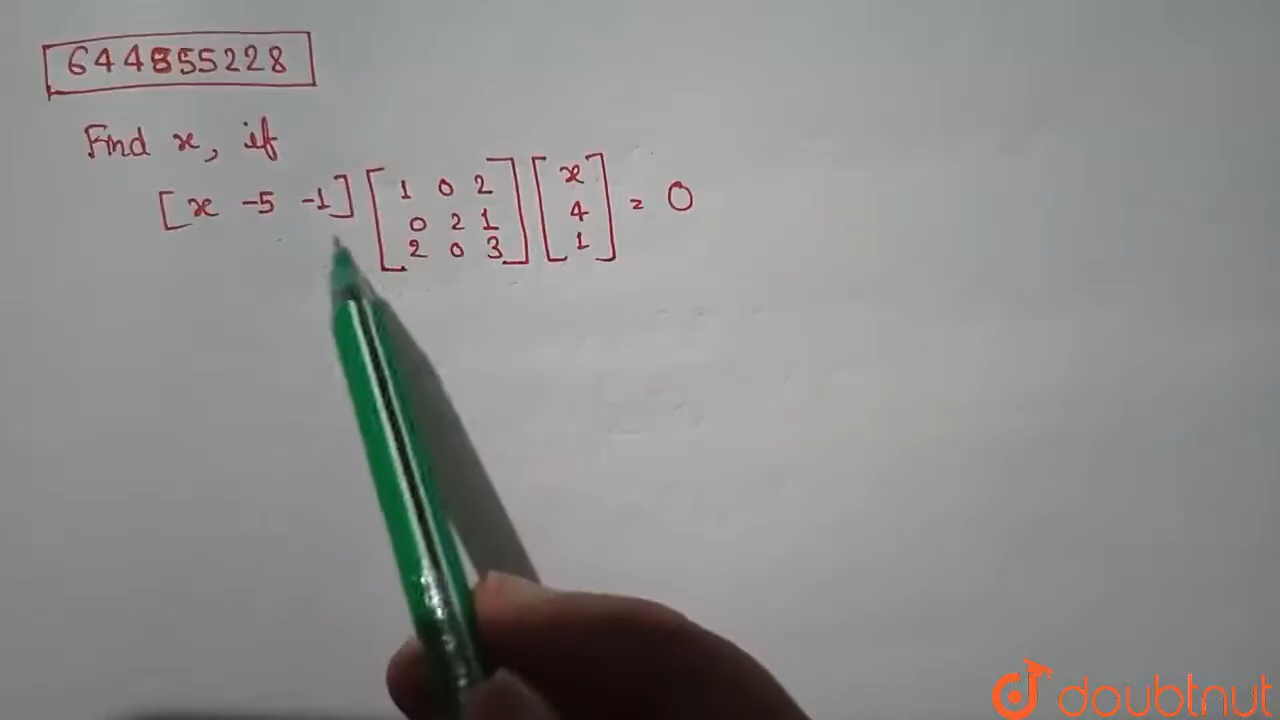 644855228
Find x, if
[x -5 -1] [1 0 2 [x
0 2 1 4
2 0 3] 1] = 0
doubtnut